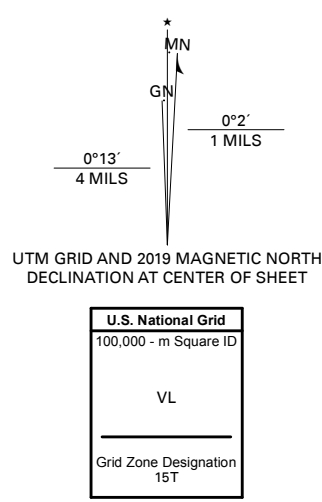 ★
MN
GN
0°2´
1 MILS
0°13´
4 MILS
UTM GRID AND 2019 MAGNETIC NORTH
DECLINATION AT CENTER OF SHEET
U.S. National Grid
100,000 - m Square ID
VL
Grid Zone Designation
15T